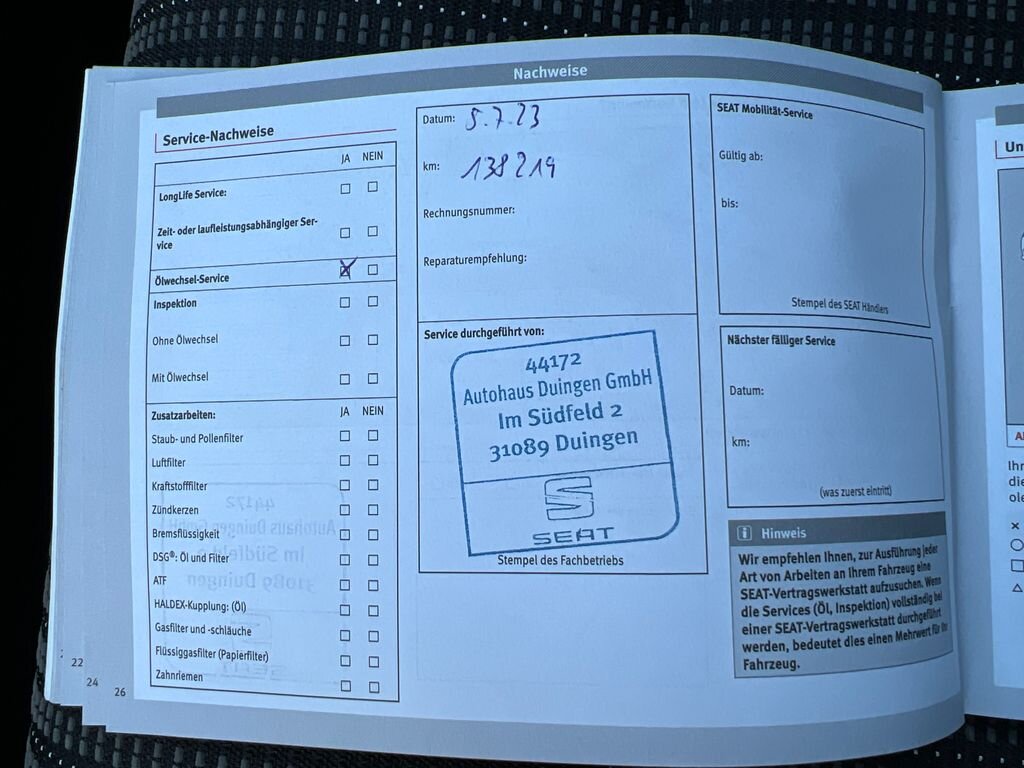 Nachweise
Service-Nachweise
JA NEIN
LongLife Service:
Zeit- oder laufleistungsabhängiger Ser-
vice
Ölwechsel-Service
Inspektion
Ohne Ölwechsel
Mit Ölwechsel
Zusatzarbeiten: JA NEIN
Staub- und Pollenfilter
Luftfilter
Kraftstofffilter
Zündkerzen
Bremsflüssigkeit
DSG®: Öl und Filter
ATF
HALDEX-Kupplung: (Öl)
Gasfilter und -schläuche
Flüssiggasfilter (Papierfilter)
Zahnriemen
22
24
26
Datum: 5.7.23
km: 138219
Rechnungsnummer:
Reparaturempfehlung:
Service durchgeführt von:
44172
Autohaus Duingen GmbH
Im Südfeld 2
31089 Duingen
SEAT
Stempel des Fachbetriebs
SEAT Mobilität-Service
Gültig ab:
bis:
Stempel des SEAT Händlers
Nächster fälliger Service
Datum:
km:
(was zuerst eintritt)
i Hinweis
Wir empfehlen Ihnen, zur Ausführung jeder
Art von Arbeiten an Ihrem Fahrzeug eine
SEAT-Vertragswerkstatt aufzusuchen. Wenn
die Services (Öl, Inspektion) vollständig bei
einer SEAT-Vertragswerkstatt durchgeführt
werden, bedeutet dies einen Mehrwert für Ihr
Fahrzeug.
Un
Ihr
die
ole